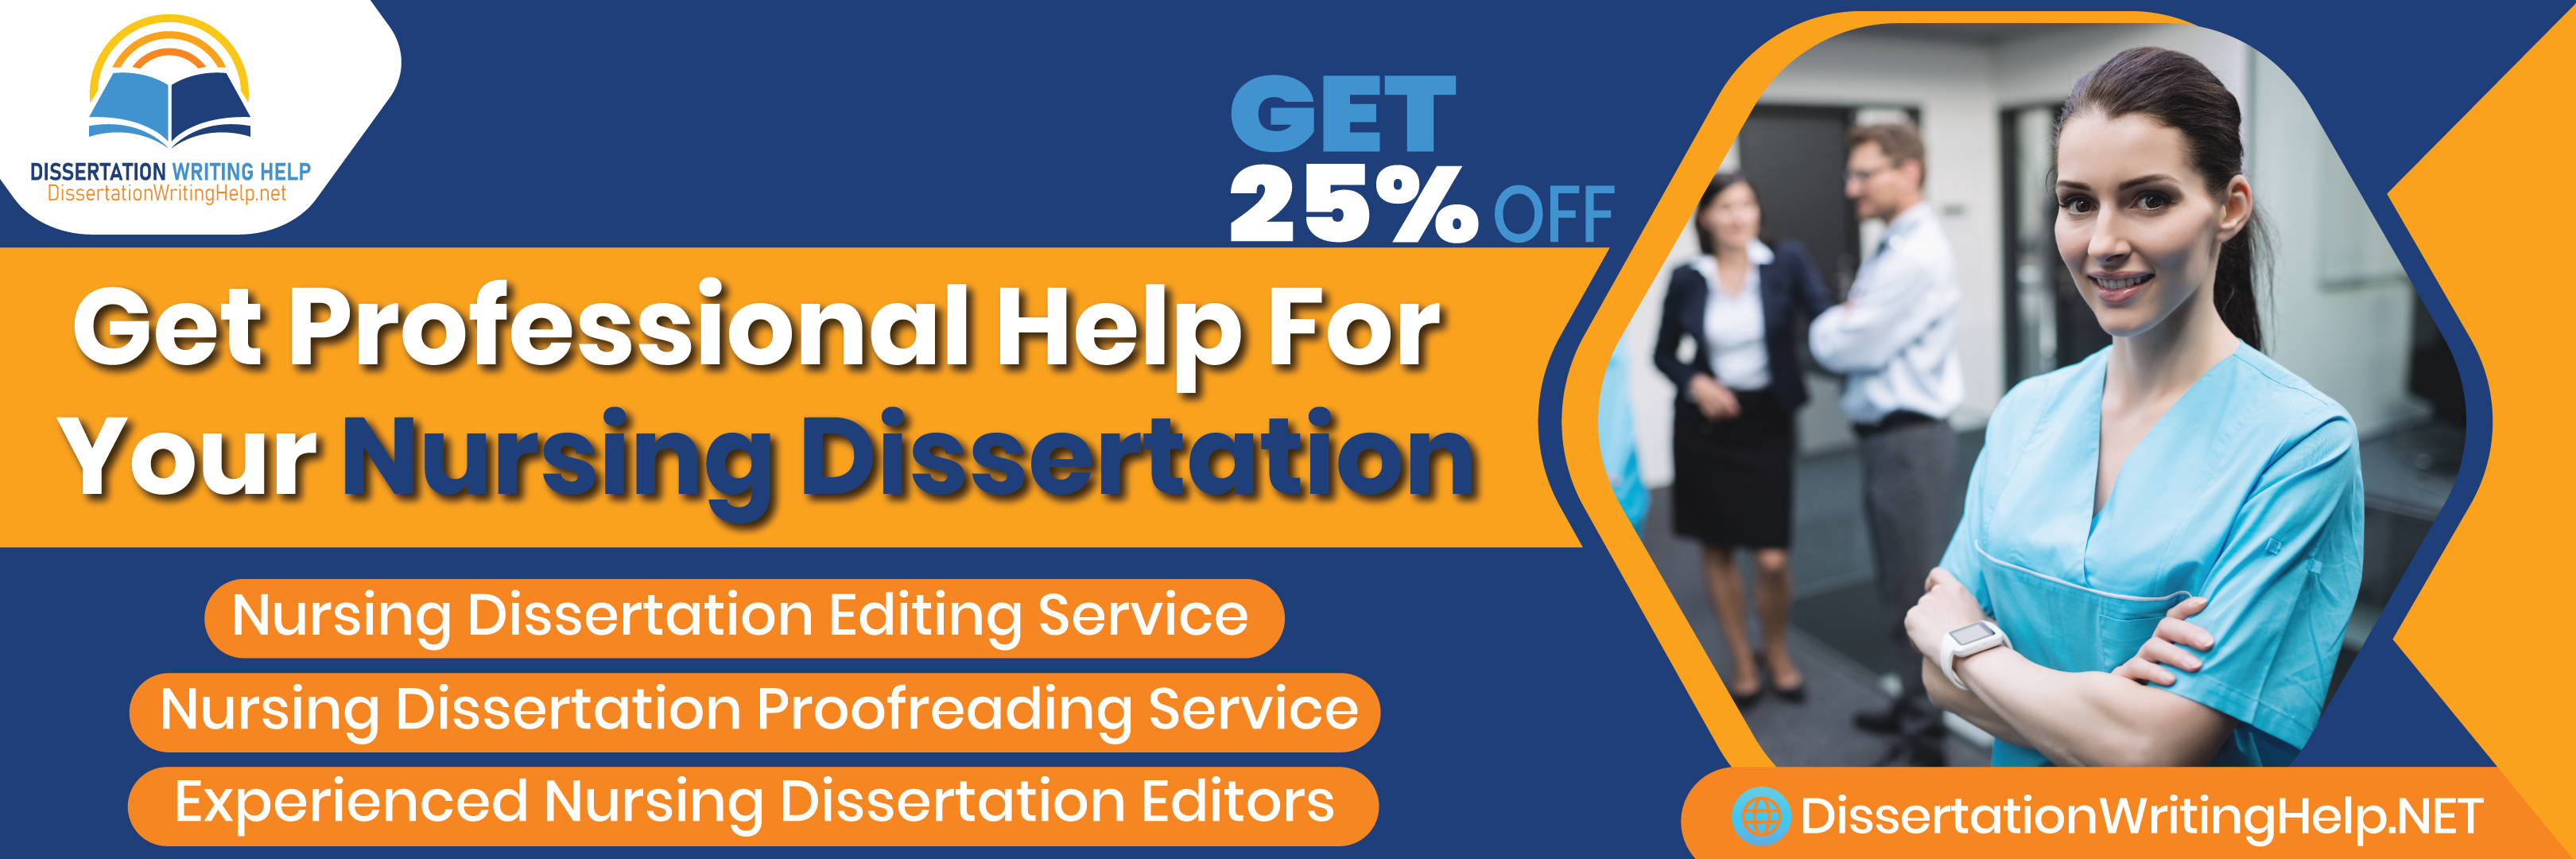 DISSERTATION WRITING HELP
DissertationWritingHelp.net
GET
25% OFF
Get Professional Help For
Your Nursing Dissertation
Nursing Dissertation Editing Service
Nursing Dissertation Proofreading Service
Experienced Nursing Dissertation Editors
DissertationWritingHelp.NET